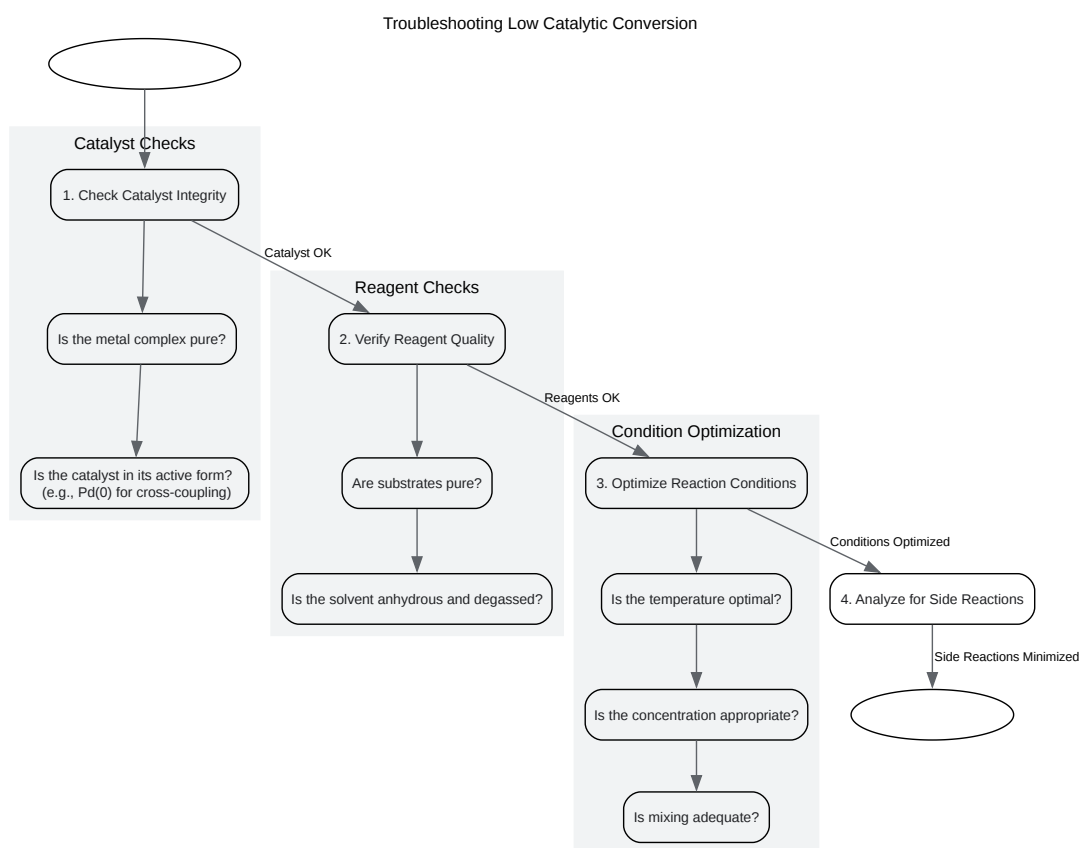 Troubleshooting Low Catalytic Conversion
Catalyst Checks
1. Check Catalyst Integrity
Catalyst OK
Is the metal complex pure?
Is the catalyst in its active form?
(e.g., Pd(0) for cross-coupling)
Reagent Checks
2. Verify Reagent Quality
Reagents OK
Are substrates pure?
Is the solvent anhydrous and degassed?
Condition Optimization
3. Optimize Reaction Conditions
Conditions Optimized
Is the temperature optimal?
Is the concentration appropriate?
Is mixing adequate?
4. Analyze for Side Reactions
Side Reactions Minimized